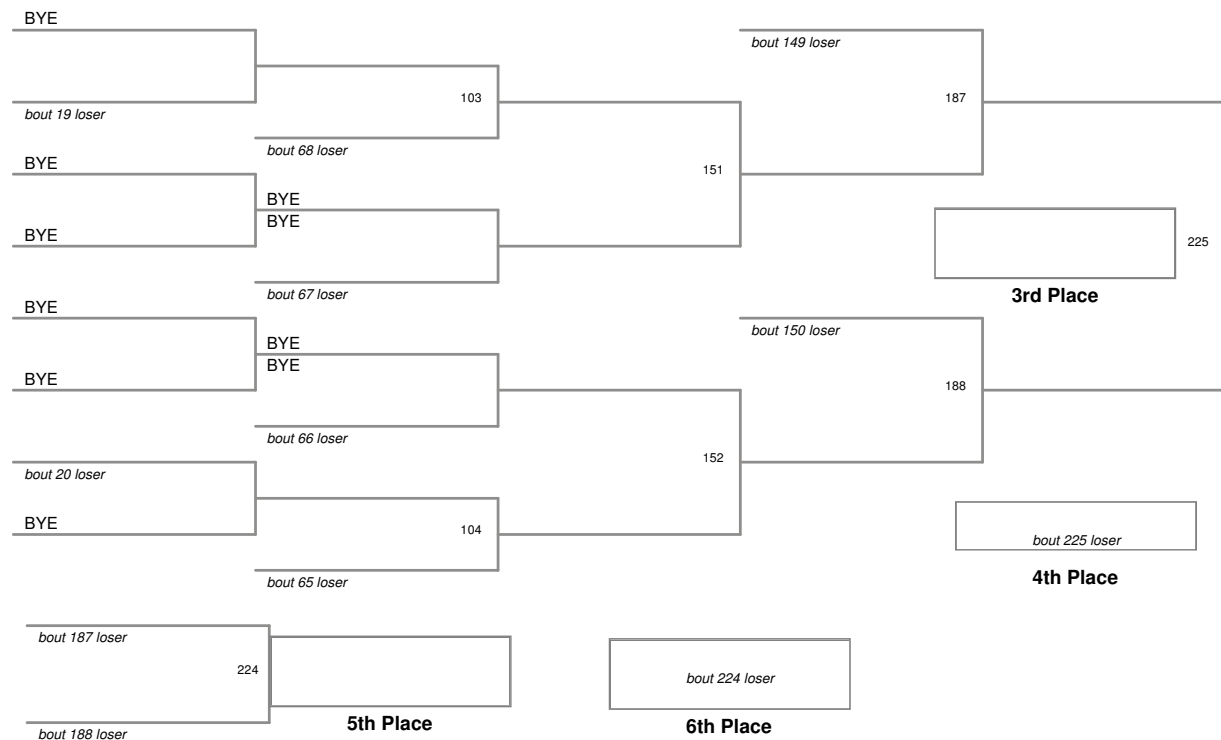 BYE
bout 149 loser
bout 19 loser
103
187
bout 68 loser
BYE
151
BYE
BYE
BYE
225
bout 67 loser
3rd Place
BYE
bout 150 loser
BYE
BYE
BYE
188
bout 66 loser
152
bout 20 loser
BYE
104
bout 225 loser
bout 65 loser
4th Place
bout 187 loser
224
bout 224 loser
5th Place
6th Place
bout 188 loser